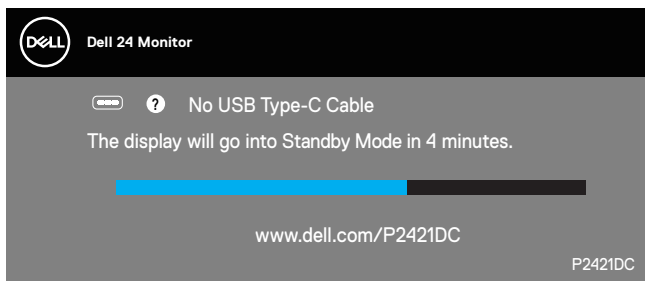 DELL
Dell 24 Monitor
? No USB Type-C Cable
The display will go into Standby Mode in 4 minutes.
www.dell.com/P2421DC
P2421DC